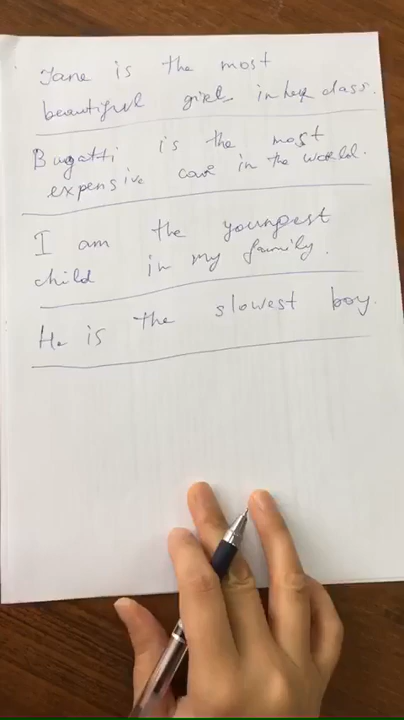 Jane is the most
beautiful girl in her class.
Bugatti is the most
expensive car in the world.
I am the youngest
child in my family.
He is the slowest boy.